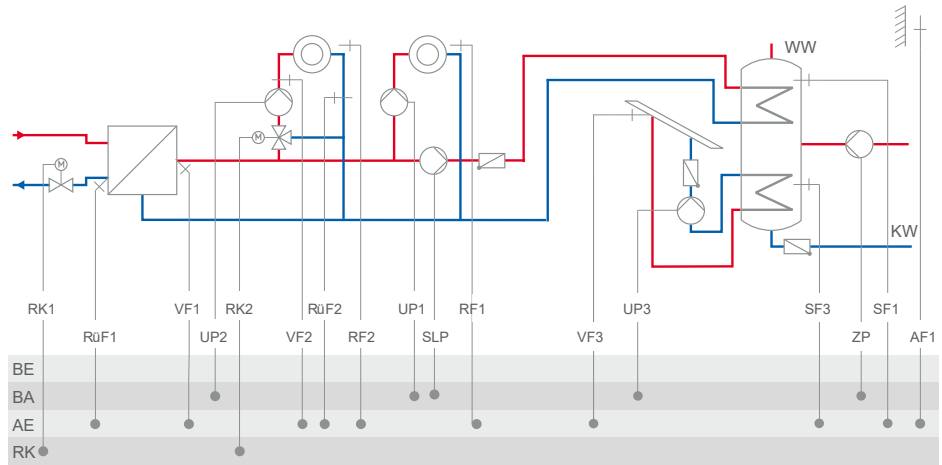 WW
M
M
KW
RK1 VF1 RK2 RüF2 UP1 RF1 UP3 SF3 SF1
RüF1 UP2 VF2 RF2 SLP VF3 ZP AF1
BE
BA
AE
RK